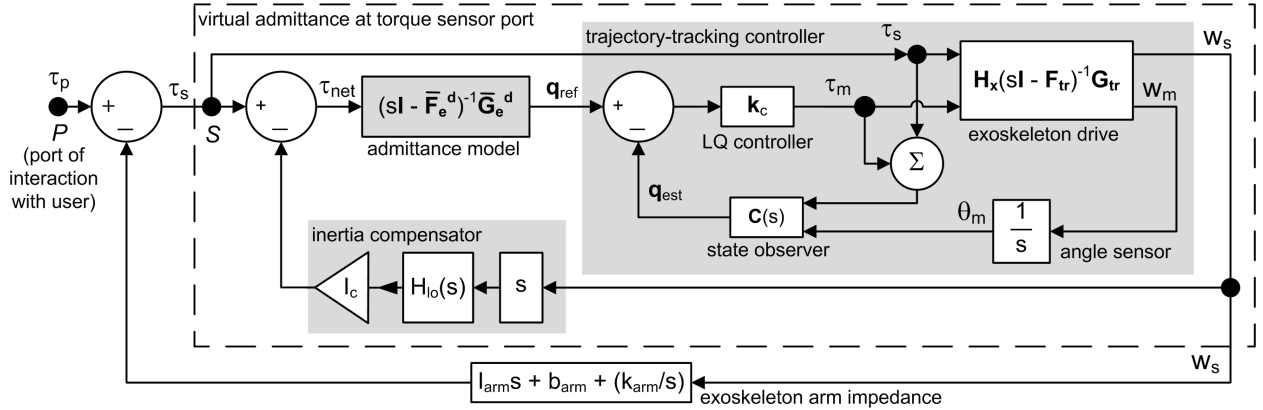 virtual admittance at torque sensor port
trajectory-tracking controller
τp
P
(port of
interaction
with user)
+
−
τs
S
+
−
τnet
(sI - F̅ₑᵈ)⁻¹G̅ₑᵈ
admittance model
qref
+
−
kc
LQ controller
τm
τs
Hx(sI - Ftr)⁻¹Gtr
exoskeleton drive
ws
wm
Σ
qest
C(s)
state observer
θm
1
s
angle sensor
inertia compensator
Ic
Hlo(s)
s
ws
Iarms + barm + (karm/s)
exoskeleton arm impedance